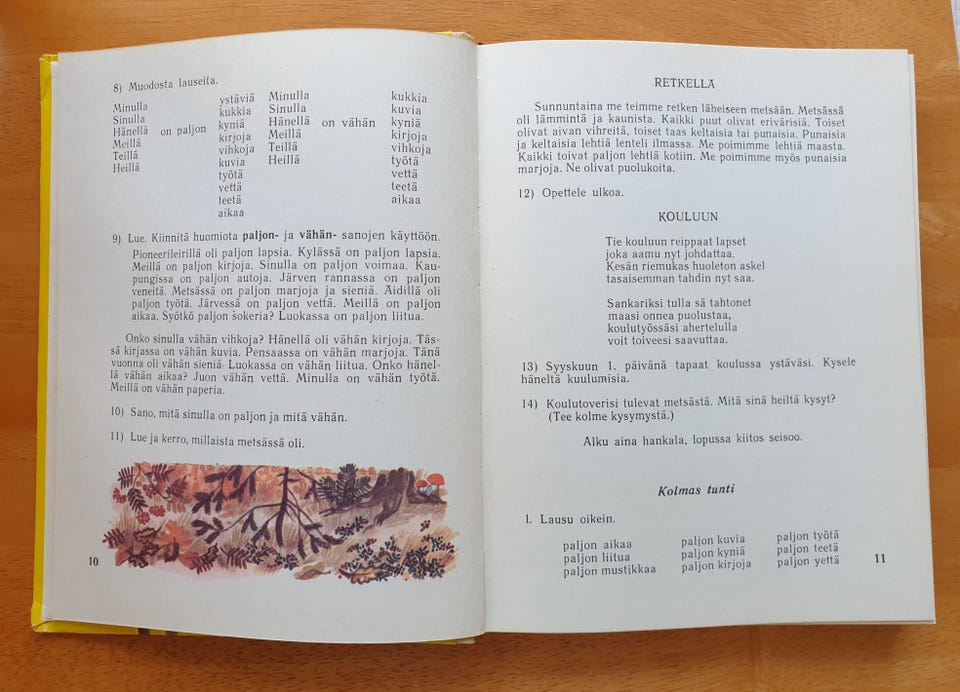 8) Muodosta lauseita.
Minulla
Sinulla
Hänellä on paljon
Meillä
Teillä
Heillä
ystäviä
kukkia
kyniä
kirjoja
vihkoja
kuvia
työtä
vettä
teetä
aikaa
Minulla
Sinulla
Hänellä on vähän
Meillä
Teillä
Heillä
kukkia
kuvia
kyniä
kirjoja
vihkoja
työtä
vettä
teetä
aikaa
9) Lue. Kiinnitä huomiota paljon- ja vähän- sanojen käyttöön.
Pioneerileirillä oli paljon lapsia. Kylässä on paljon lapsia.
Meillä on paljon kirjoja. Sinulla on paljon voimaa. Kau-
pungissa on paljon autoja. Järven rannassa on paljon
veneitä. Metsässä on paljon marjoja ja sieniä. Äidillä oli
paljon työtä. Järvessä on paljon vettä. Meillä on paljon
aikaa. Syötkö paljon sokeria? Luokassa on paljon liitua.
Onko sinulla vähän vihkoja? Hänellä oli vähän kirjoja. Täs-
sä kirjassa on vähän kuvia. Pensaassa on vähän marjoja. Tänä
vuonna oli vähän sieniä. Luokassa on vähän liitua. Onko hänel-
lä vähän aikaa? Juon vähän vettä. Minulla on vähän työtä.
Meillä on vähän paperia.
10) Sano, mitä sinulla on paljon ja mitä vähän.
11) Lue ja kerro, millaista metsässä oli.
10
RETKELLÄ
Sunnuntaina me teimme retken läheiseen metsään. Metsässä
oli lämmintä ja kaunista. Kaikki puut olivat erivärisiä. Toiset
olivat aivan vihreitä, toiset taas keltaisia tai punaisia. Punaisia
ja keltaisia lehtiä lenteli ilmassa. Me poimimme lehtiä maasta.
Kaikki toivat paljon lehtiä kotiin. Me poimimme myös punaisia
marjoja. Ne olivat puolukoita.
12) Opettele ulkoa.
KOULUUN
Tie kouluun reippaat lapset
joka aamu nyt johdattaa.
Kesän riemukas huoleton askel
tasaisemman tahdin nyt saa.
Sankariksi tulla sä tahtonet
maasi onnea puolustaa,
koulutyössäsi ahertelulla
voit toiveesi saavuttaa.
13) Syyskuun 1. päivänä tapaat koulussa ystäväsi. Kysele
häneltä kuulumisia.
14) Koulutoverisi tulevat metsästä. Mitä sinä heiltä kysyt?
(Tee kolme kysymystä.)
Alku aina hankala, lopussa kiitos seisoo.
Kolmas tunti
1. Lausu oikein.
paljon aikaa
paljon liitua
paljon mustikkaa
paljon kuvia
paljon kyniä
paljon kirjoja
paljon työtä
paljon teetä
paljon yettä
11